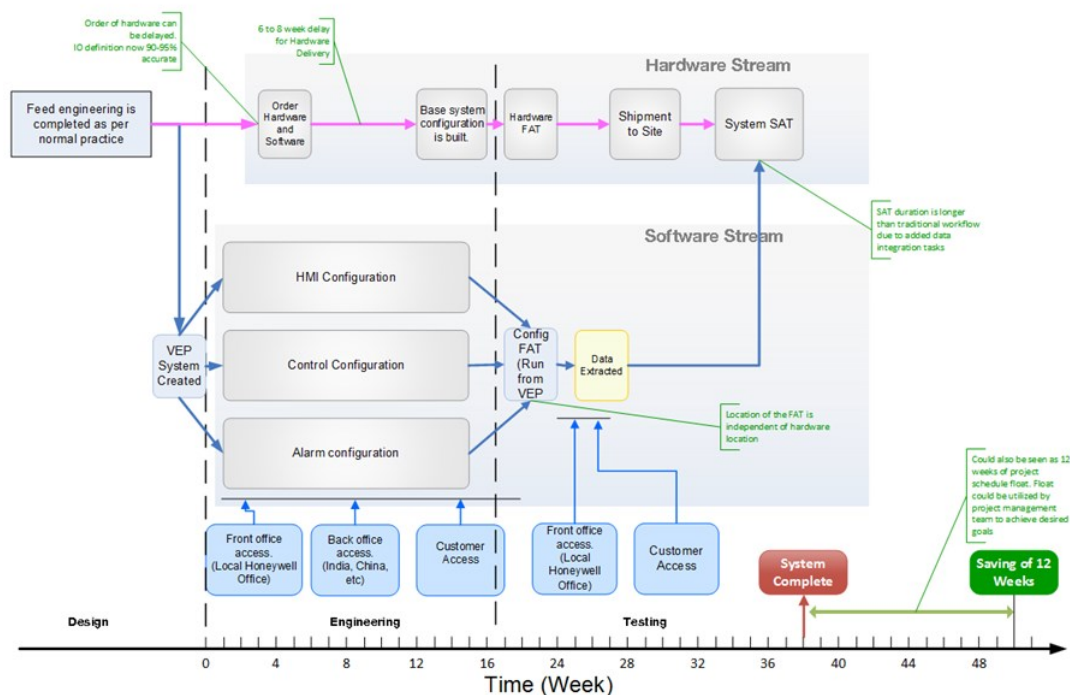 Order of hardware can
be delayed.
IO definition now 90-95%
accurate
6 to 8 week delay
for Hardware
Delivery
Hardware Stream
Feed engineering is
completed as per
normal practice
Order
Hardware
and
Software
Base system
configuration
is built.
Hardware
FAT
Shipment
to Site
System SAT
SAT duration is longer
than traditional workflow
due to added data
integration tasks
Software Stream
HMI Configuration
VEP
System
Created
Control Configuration
Config
FAT
(Run
from
VEP
Data
Extracted
Alarm configuration
Location of the FAT is
independent of hardware
location
Could also be seen as 12
weeks of project
schedule float. Float
could be utilized by
project management
team to achieve desired
goals
Front office
access.
(Local Honeywell
Office)
Back office
access.
(India, China,
etc)
Customer
Access
Front office
access.
(Local
Honeywell
Office)
Customer
Access
System
Complete
Saving of 12
Weeks
Design
Engineering
Testing
0 4 8 12 16 24 28 32 36 40 44 48
Time (Week)